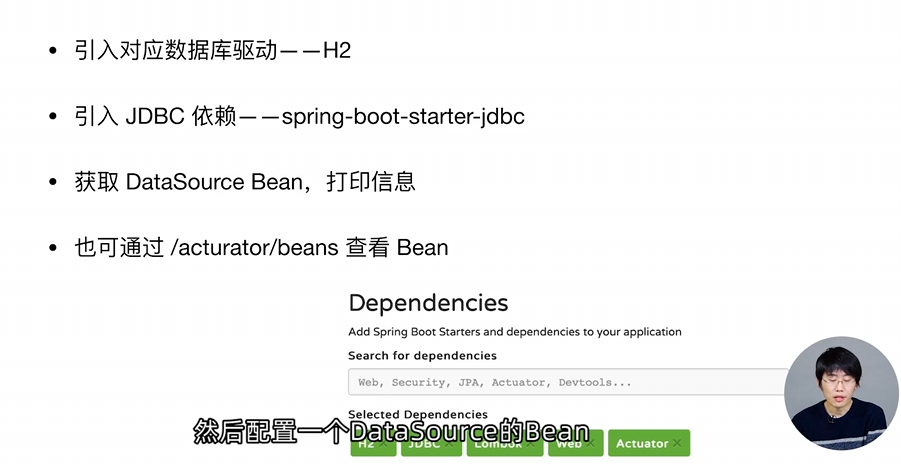 引入对应数据库驱动——H2
引入 JDBC 依赖——spring-boot-starter-jdbc
获取 DataSource Bean，打印信息
也可通过 /acturator/beans 查看 Bean
Dependencies
Add Spring Boot Starters and dependencies to your application
Search for dependencies
Web, Security, JPA, Actuator, Devtools...
Selected Dependencies
然后配置一个DataSource的Bean
H2 × JDBC × Lombok × Web × Actuator ×